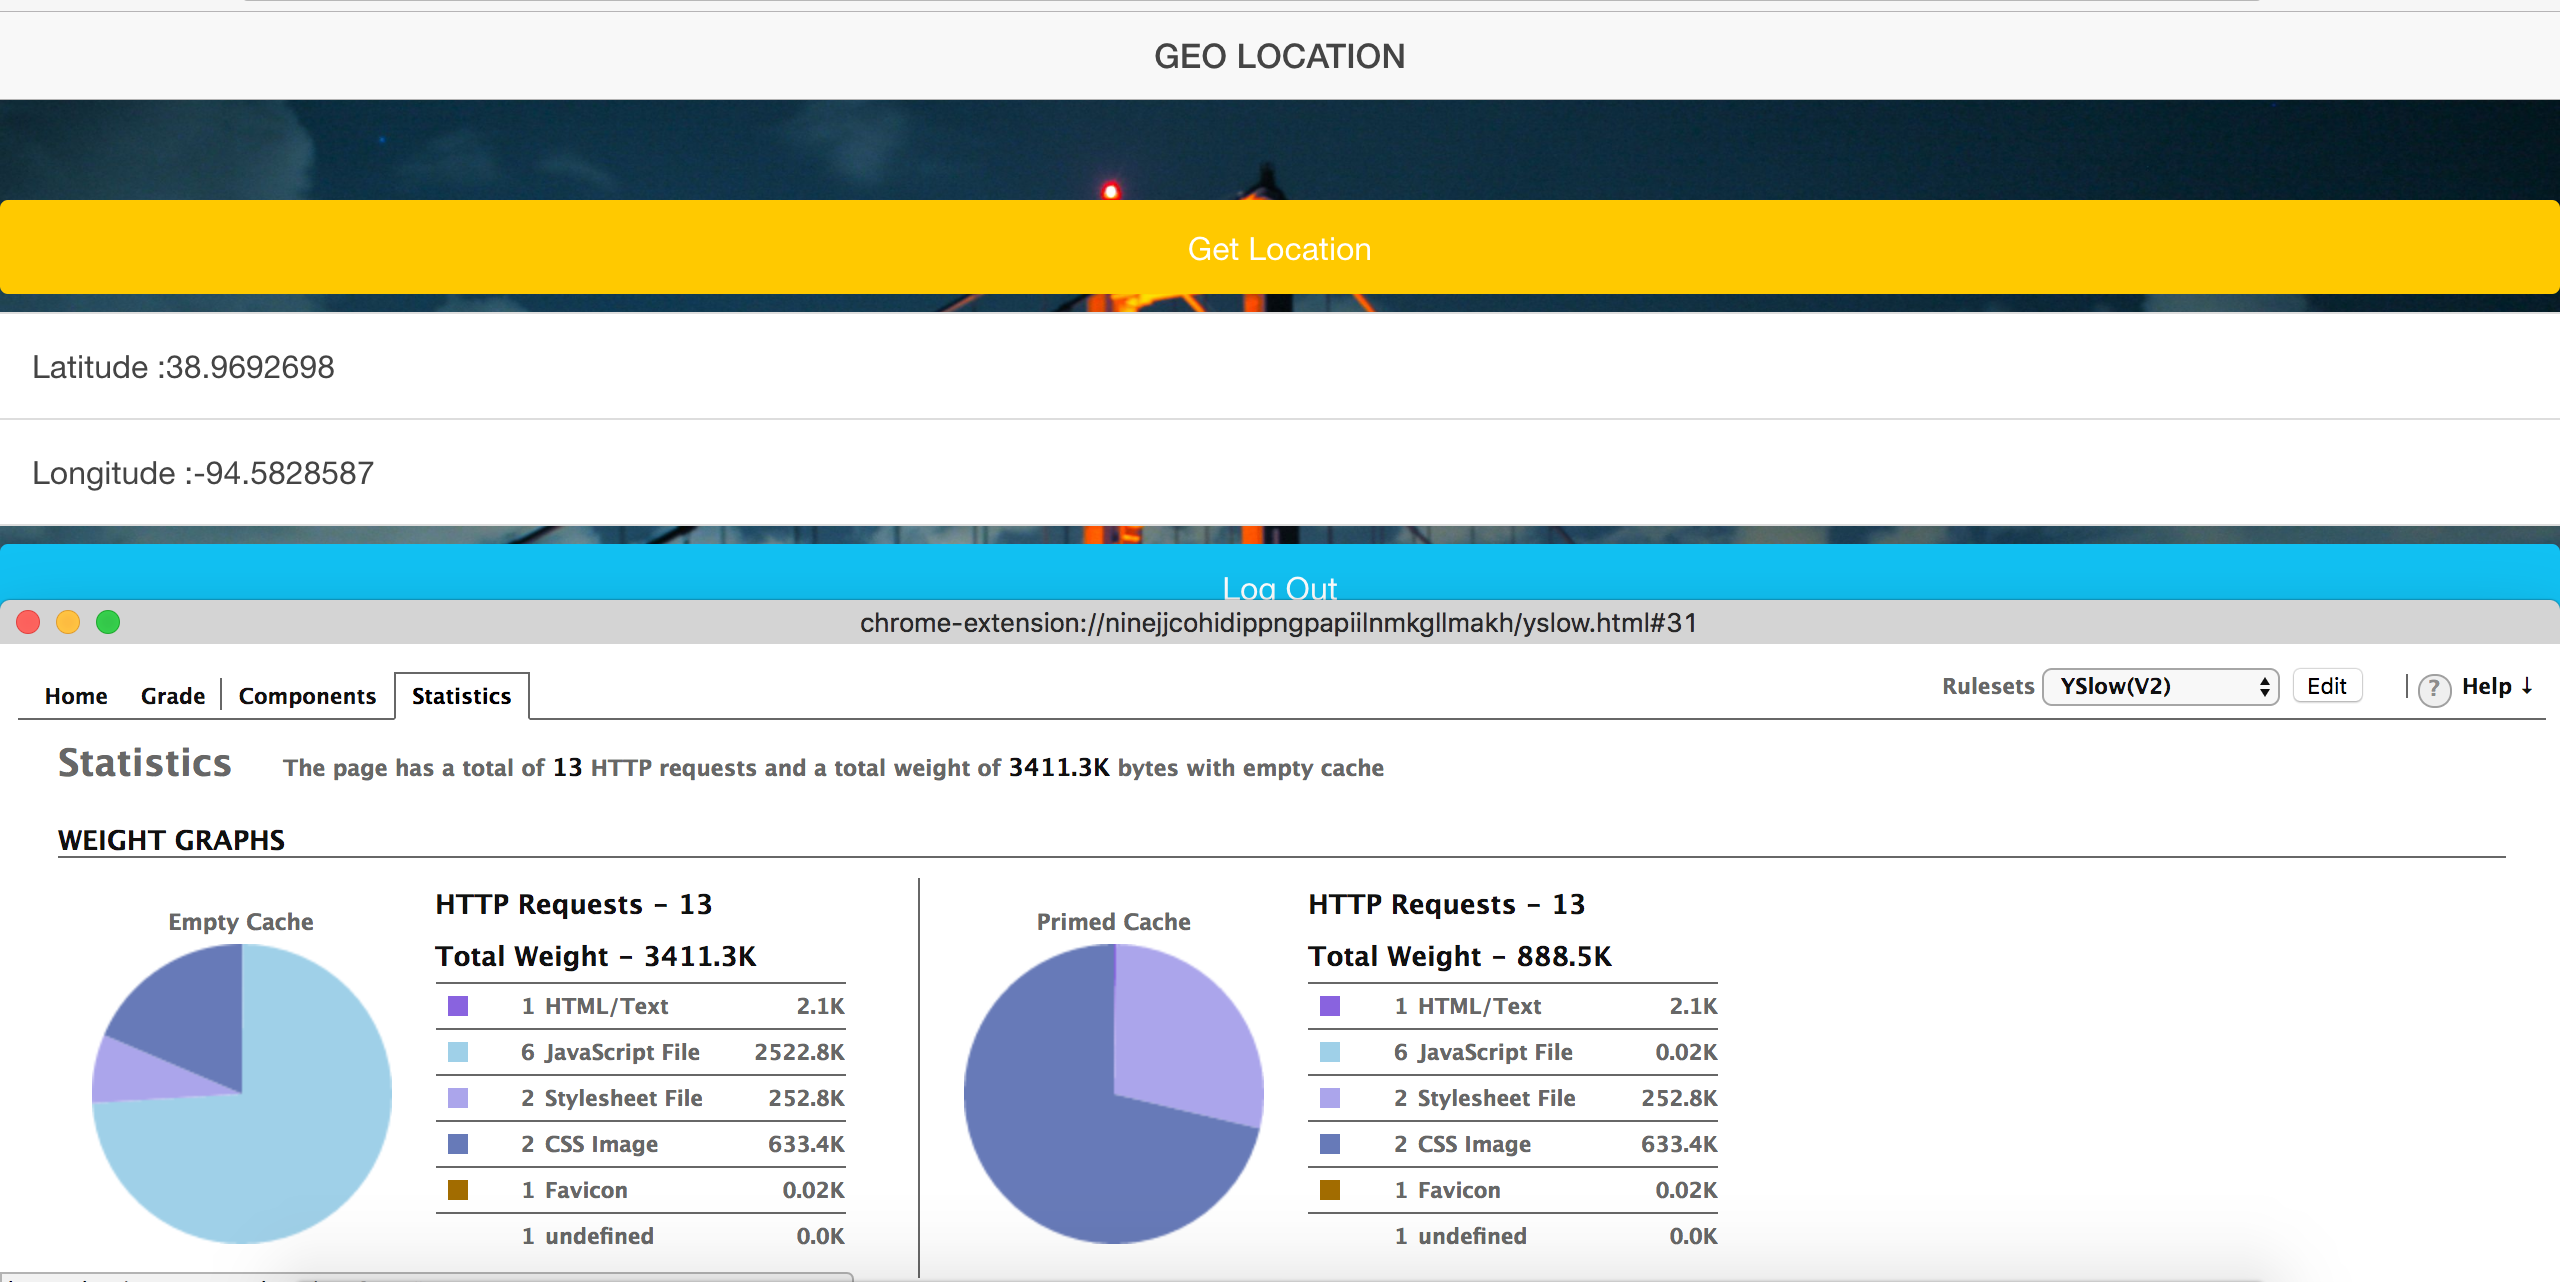 GEO LOCATION
Get Location
Latitude :38.9692698
Longitude :-94.5828587
Log Out
chrome-extension://ninejjcohidippngpapiilnmkgllmakh/yslow.html#31
Home Grade Components Statistics Rulesets YSlow(V2) Edit ? Help ↓
Statistics The page has a total of 13 HTTP requests and a total weight of 3411.3K bytes with empty cache
WEIGHT GRAPHS
Empty Cache
HTTP Requests - 13
Total Weight - 3411.3K
1 HTML/Text 2.1K
6 JavaScript File 2522.8K
2 Stylesheet File 252.8K
2 CSS Image 633.4K
1 Favicon 0.02K
1 undefined 0.0K
Primed Cache
HTTP Requests - 13
Total Weight - 888.5K
1 HTML/Text 2.1K
6 JavaScript File 0.02K
2 Stylesheet File 252.8K
2 CSS Image 633.4K
1 Favicon 0.02K
1 undefined 0.0K